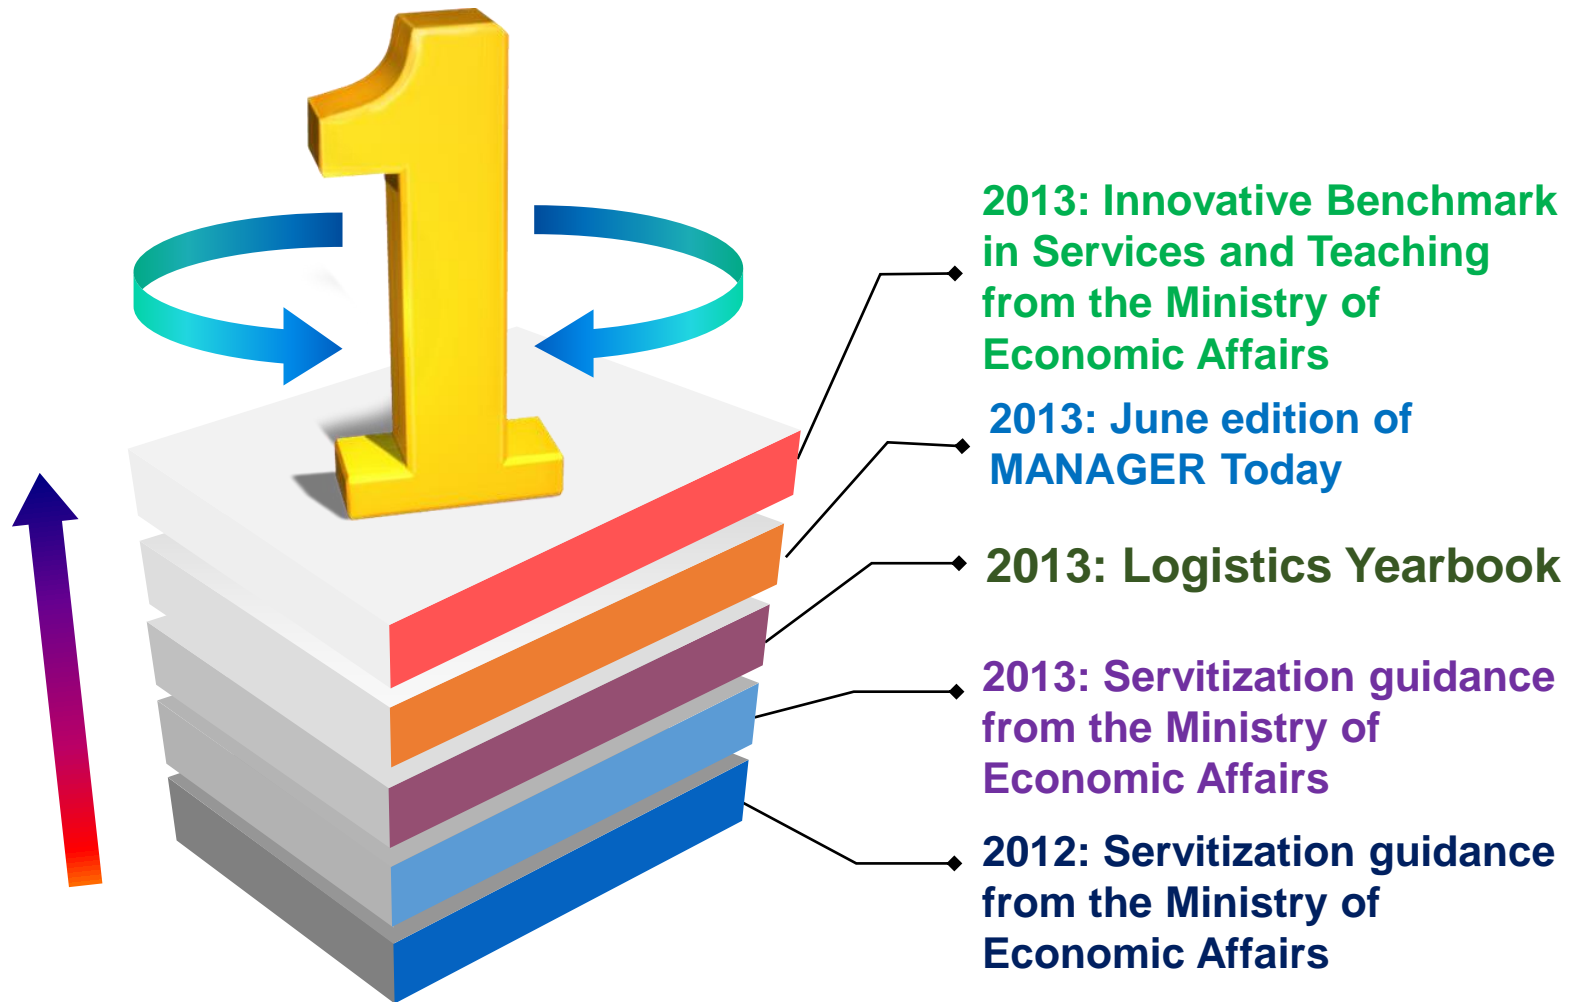 1
2013: Innovative Benchmark
in Services and Teaching
from the Ministry of
Economic Affairs
2013: June edition of
MANAGER Today
2013: Logistics Yearbook
2013: Servitization guidance
from the Ministry of
Economic Affairs
2012: Servitization guidance
from the Ministry of
Economic Affairs